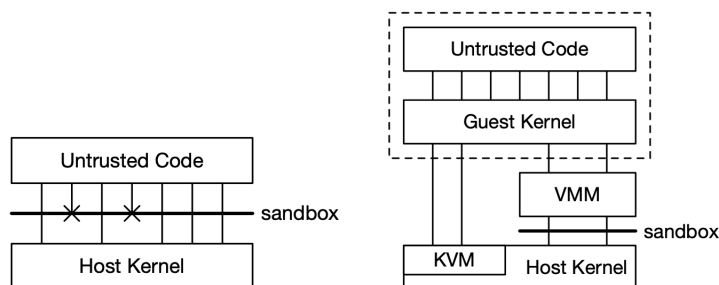 Untrusted Code
sandbox
Host Kernel
Untrusted Code
Guest Kernel
VMM
sandbox
KVM
Host Kernel